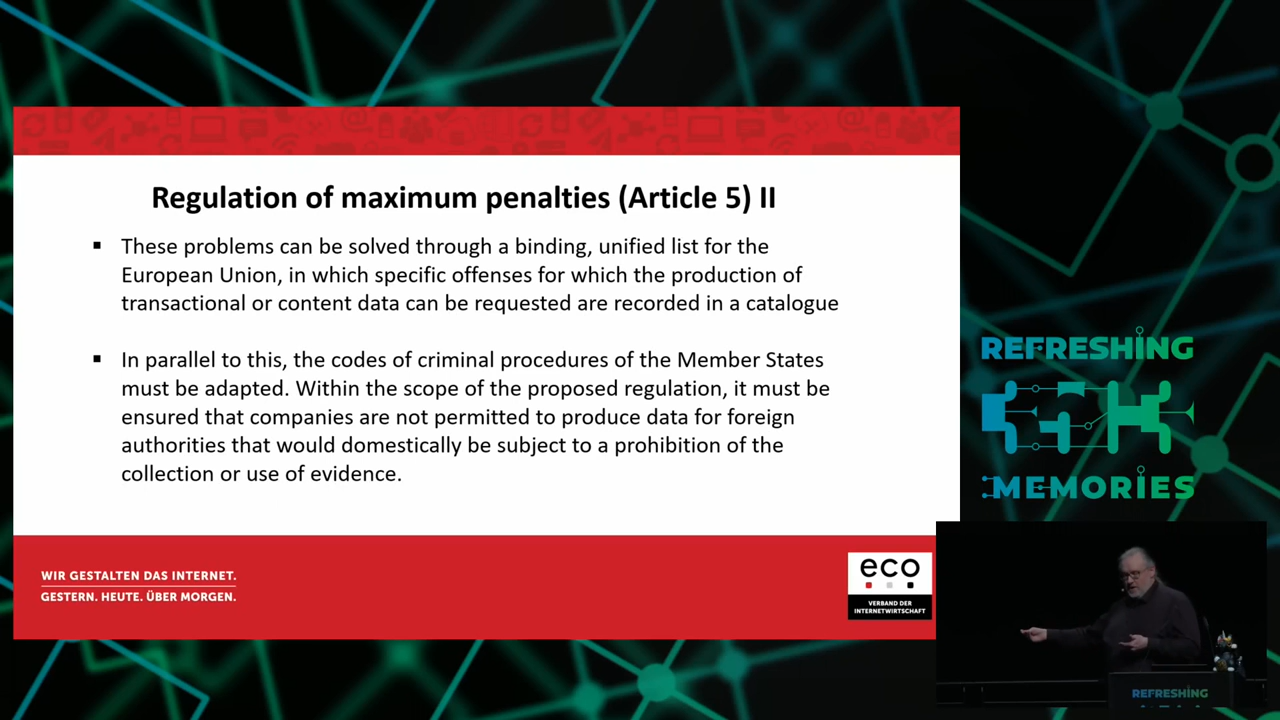 Regulation of maximum penalties (Article 5) II
▪ These problems can be solved through a binding, unified list for the
European Union, in which specific offenses for which the production of
transactional or content data can be requested are recorded in a catalogue
▪ In parallel to this, the codes of criminal procedures of the Member States
must be adapted. Within the scope of the proposed regulation, it must be
ensured that companies are not permitted to produce data for foreign
authorities that would domestically be subject to a prohibition of the
collection or use of evidence.
WIR GESTALTEN DAS INTERNET.
GESTERN. HEUTE. ÜBER MORGEN.
eco
VERBAND DER
INTERNETWIRTSCHAFT
REFRESHING
MEMORIES
REFRESHING